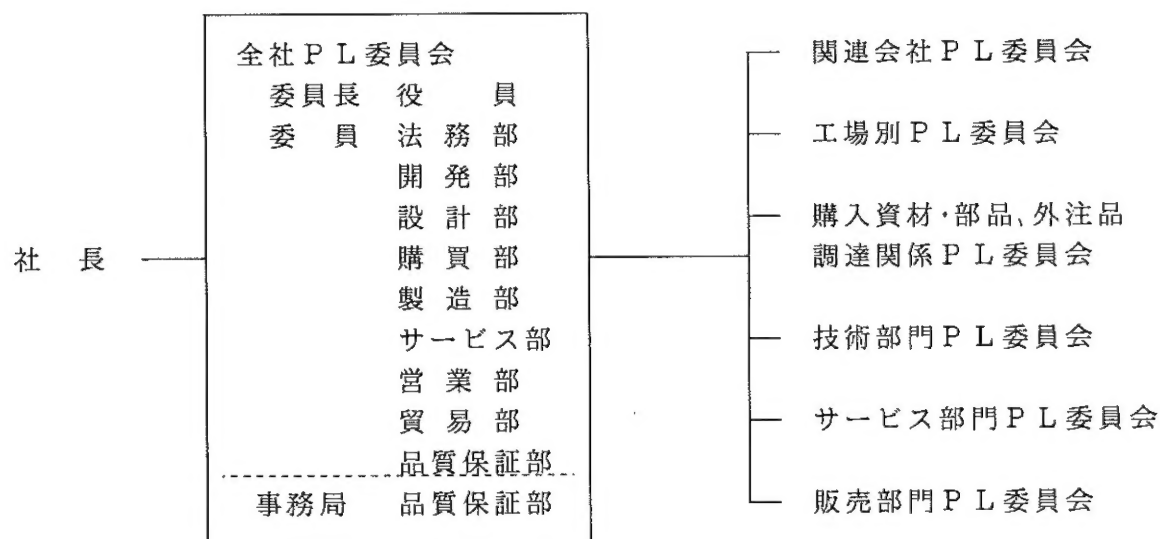 社長
全社PL委員会
委員長 役員
委員 法務部
開発部
設計部
購買部
製造部
サービス部
営業部
貿易部
品質保証部
事務局 品質保証部
関連会社PL委員会
工場別PL委員会
購入資材・部品、外注品
調達関係PL委員会
技術部門PL委員会
サービス部門PL委員会
販売部門PL委員会